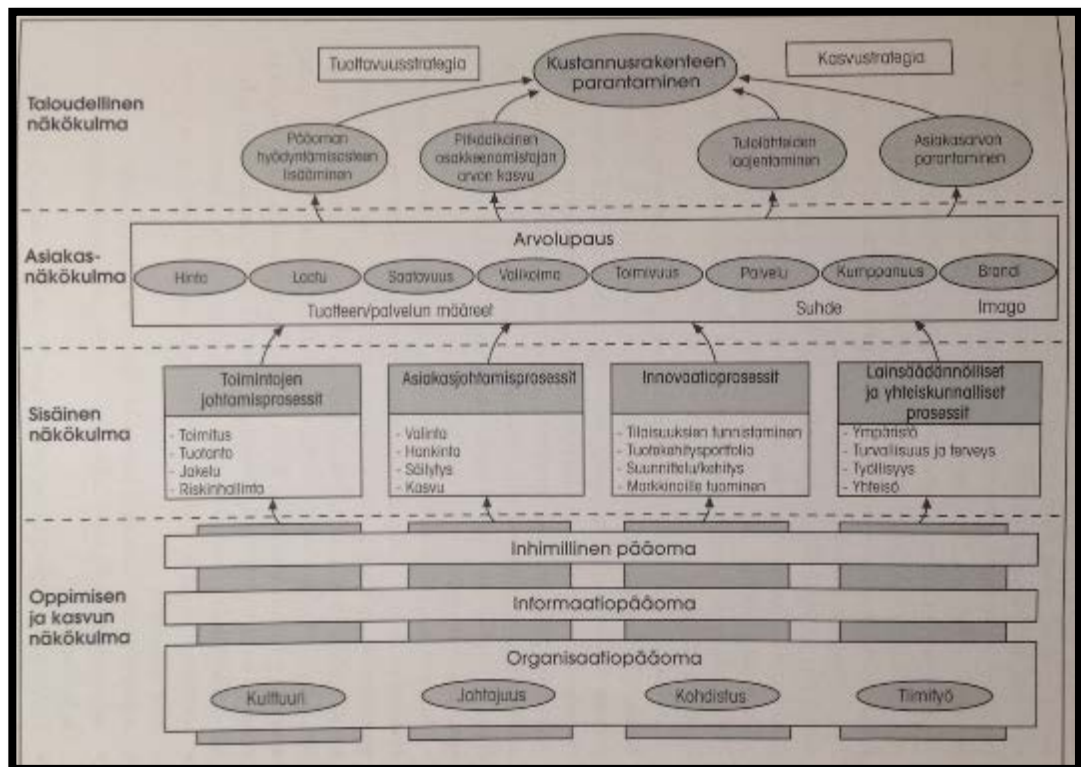 Tuottavuusstrategia
Kustannusrakenteen
parantaminen
Kasvustrategia
Taloudellinen
näkökulma
Pääoman
hyödyntämisasteen
lisääminen
Pitkäaikainen
osakkeenomistajan
arvon kasvu
Tulolähteiden
laajentaminen
Asiakasarvon
parantaminen
Asiakas-
näkökulma
Arvolupaus
Hinta
Laatu
Saatavuus
Valikoima
Toimivuus
Palvelu
Kumppanuus
Brandi
Tuotteen/palvelun määreet
Suhde
Imago
Sisäinen
näkökulma
Toimintojen
johtamisprosessit
- Toimitus
- Tuotanto
- Jakelu
- Riskinhallinta
Asiakasjohtamisprosessit
- Valinta
- Hankinta
- Säilytys
- Kasvu
Innovaatioprosessit
- Tilaisuuksien tunnistaminen
- Tuotekehitysportfolio
- Suunnittelu/kehitys
- Markkinoille tuominen
Lainsäädännölliset
ja yhteiskunnalliset
prosessit
- Ympäristö
- Turvallisuus ja terveys
- Työllisyys
- Yhteisö
Oppimisen
ja kasvun
näkökulma
Inhimillinen pääoma
Informaatiopääoma
Organisaatiopääoma
Kulttuuri
Johtajuus
Kohdistus
Tiimityö